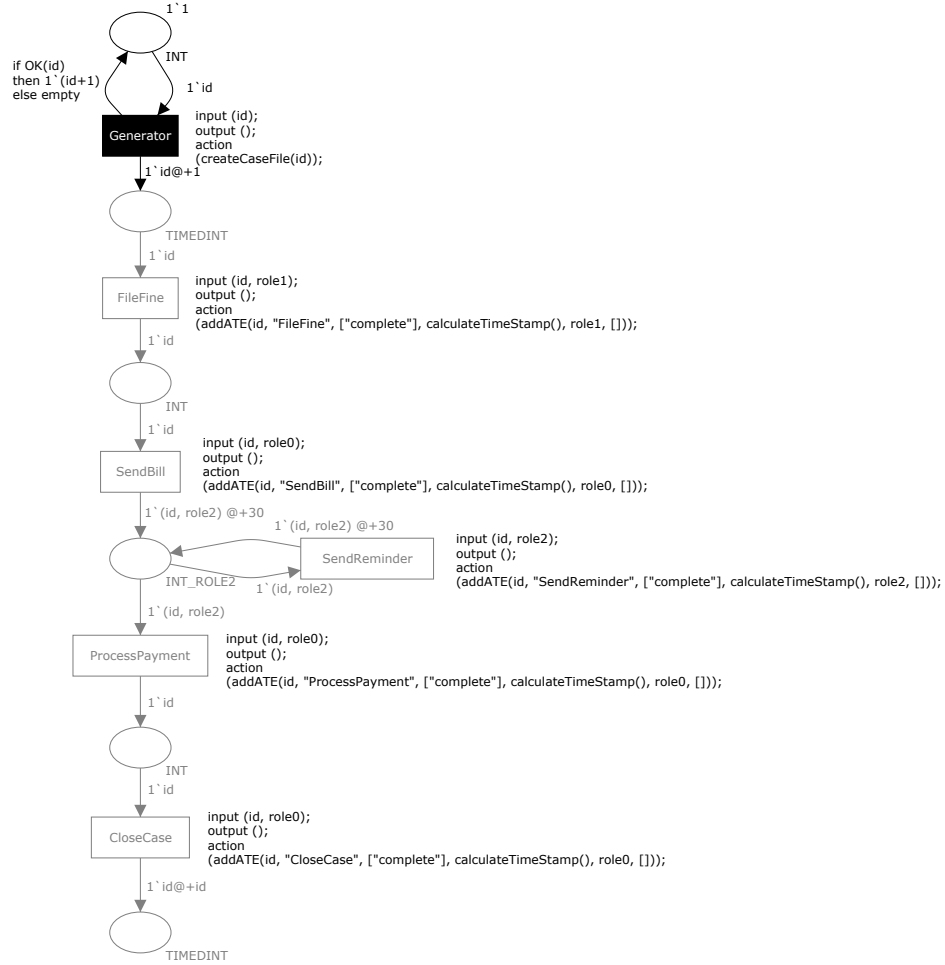 1`1
INT
if OK(id)
then 1`(id+1)
else empty
1`id
Generator
input (id);
output ();
action
(createCaseFile(id));
1`id@+1
TIMEDINT
1`id
FileFine
input (id, role1);
output ();
action
(addATE(id, "FileFine", ["complete"], calculateTimeStamp(), role1, []));
1`id
INT
1`id
SendBill
input (id, role0);
output ();
action
(addATE(id, "SendBill", ["complete"], calculateTimeStamp(), role0, []));
1`(id, role2) @+30
1`(id, role2) @+30
SendReminder
input (id, role2);
output ();
action
(addATE(id, "SendReminder", ["complete"], calculateTimeStamp(), role2, []));
INT_ROLE2
1`(id, role2)
1`(id, role2)
ProcessPayment
input (id, role0);
output ();
action
(addATE(id, "ProcessPayment", ["complete"], calculateTimeStamp(), role0, []));
1`id
INT
1`id
CloseCase
input (id, role0);
output ();
action
(addATE(id, "CloseCase", ["complete"], calculateTimeStamp(), role0, []));
1`id@+id
TIMEDINT